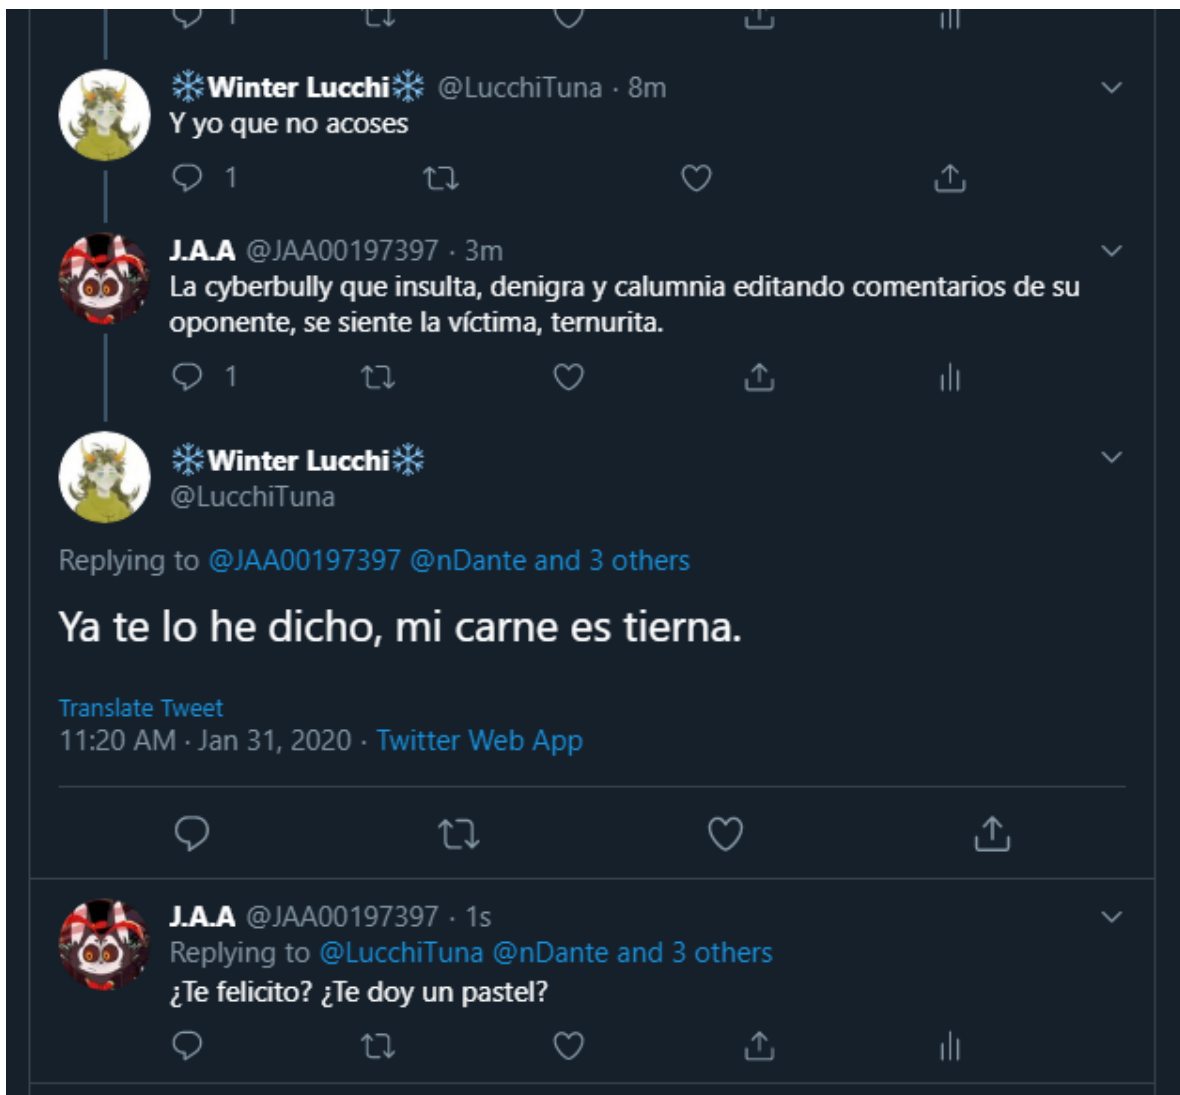 1
❄Winter Lucchi❄ @LucchiTuna · 8m
Y yo que no acoses
1
J.A.A @JAA00197397 · 3m
La cyberbully que insulta, denigra y calumnia editando comentarios de su
oponente, se siente la víctima, ternurita.
1
❄Winter Lucchi❄
@LucchiTuna
Replying to @JAA00197397 @nDante and 3 others
Ya te lo he dicho, mi carne es tierna.
Translate Tweet
11:20 AM · Jan 31, 2020 · Twitter Web App
J.A.A @JAA00197397 · 1s
Replying to @LucchiTuna @nDante and 3 others
¿Te felicito? ¿Te doy un pastel?